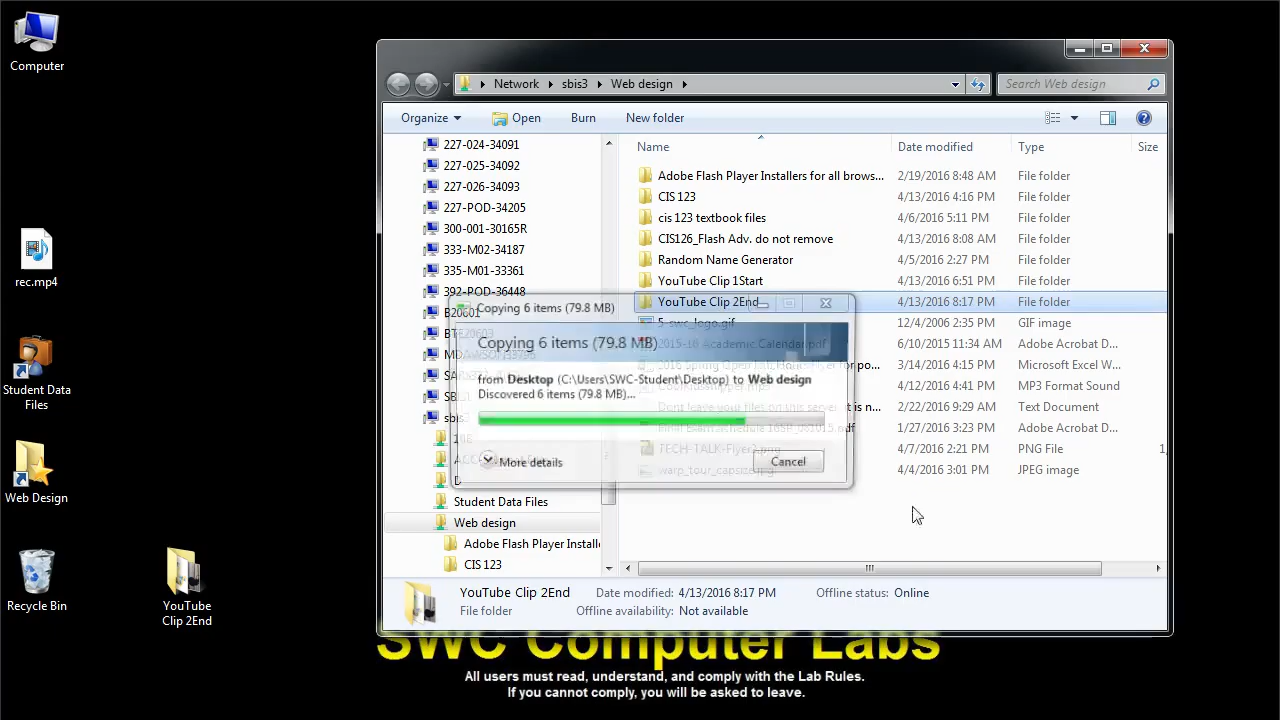 Computer
rec.mp4
Student Data
Files
Web Design
Recycle Bin
YouTube
Clip 2End
Network sbis3 Web design
Search Web design
Organize Open Burn New folder
227-024-34091
227-025-34092
227-026-34093
227-POD-34205
300-001-30165R
333-M02-34187
335-M01-33361
392-POD-36448
B20601
sbis
Student Data Files
Web design
Adobe Flash Player Installe
CIS 123
Name Date modified Type Size
Adobe Flash Player Installers for all brows... 2/19/2016 8:48 AM File folder
CIS 123 4/13/2016 4:16 PM File folder
cis 123 textbook files 4/6/2016 5:11 PM File folder
CIS126_Flash Adv. do not remove 4/13/2016 8:08 AM File folder
Random Name Generator 4/5/2016 2:27 PM File folder
YouTube Clip 1Start 4/13/2016 6:51 PM File folder
YouTube Clip 2End 4/13/2016 8:17 PM File folder
5-swc_logo.gif 12/4/2006 2:35 PM GIF image
2015-16 Academic Calendar.pdf 6/10/2015 11:34 AM Adobe Acrobat D...
3/14/2016 4:15 PM Microsoft Excel W...
4/12/2016 4:41 PM MP3 Format Sound
Dont leave your files on this server it is n... 2/22/2016 9:29 AM Text Document
Final Exam Schedule 16SP_081015.pdf 1/27/2016 3:23 PM Adobe Acrobat D...
TECH-TALK-Flyer2.png 4/7/2016 2:21 PM PNG File 1,
warp_tour_capsized.jpg 4/4/2016 3:01 PM JPEG image
Copying 6 items (79.8 MB)
Copying 6 items (79.8 MB)
from Desktop (C:\Users\SWC-Student\Desktop) to Web design
Discovered 6 items (79.8 MB)...
More details
Cancel
YouTube Clip 2End Date modified: 4/13/2016 8:17 PM Offline status: Online
File folder Offline availability: Not available
SWC Computer Labs
All users must read, understand, and comply with the Lab Rules.
If you cannot comply, you will be asked to leave.